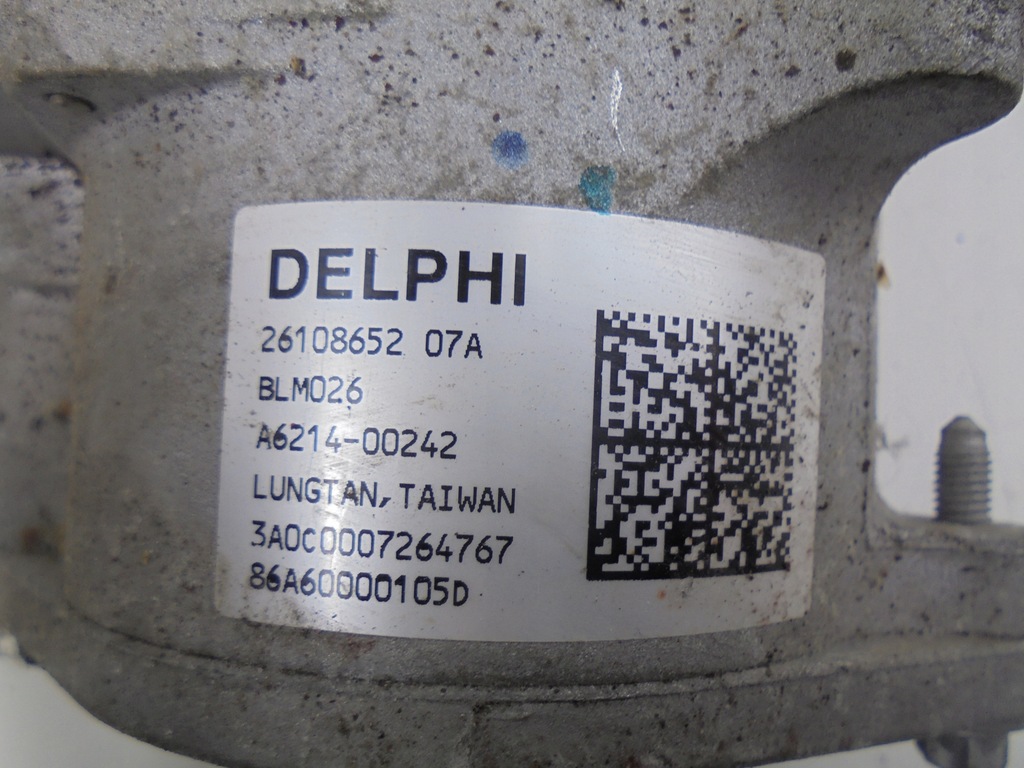 DELPHI
26108652 07A
BLM026
A6214-00242
LUNGTAN, TAIWAN
3A0C0007264767
86A60000105D